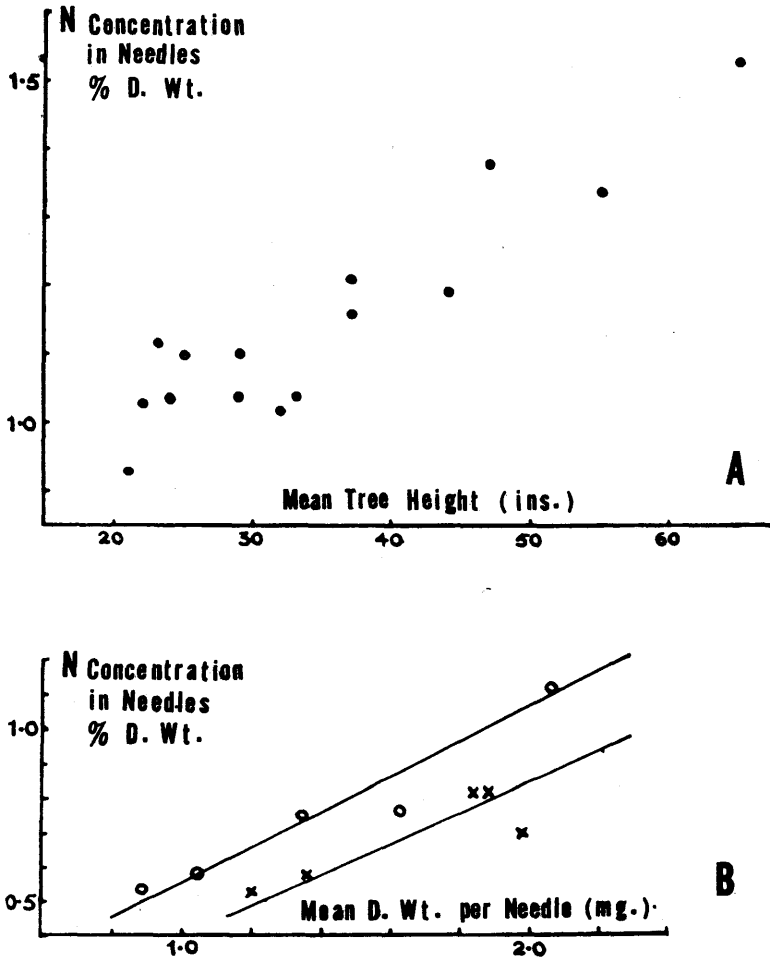 N Concentration
in Needles
% D. Wt.
1·5
1·0
A
Mean Tree Height (ins.)
20 30 40 50 60
N Concentration
in Needles
% D. Wt.
1·0
0·5
B
Mean D. Wt. per Needle (mg.)
1·0 2·0